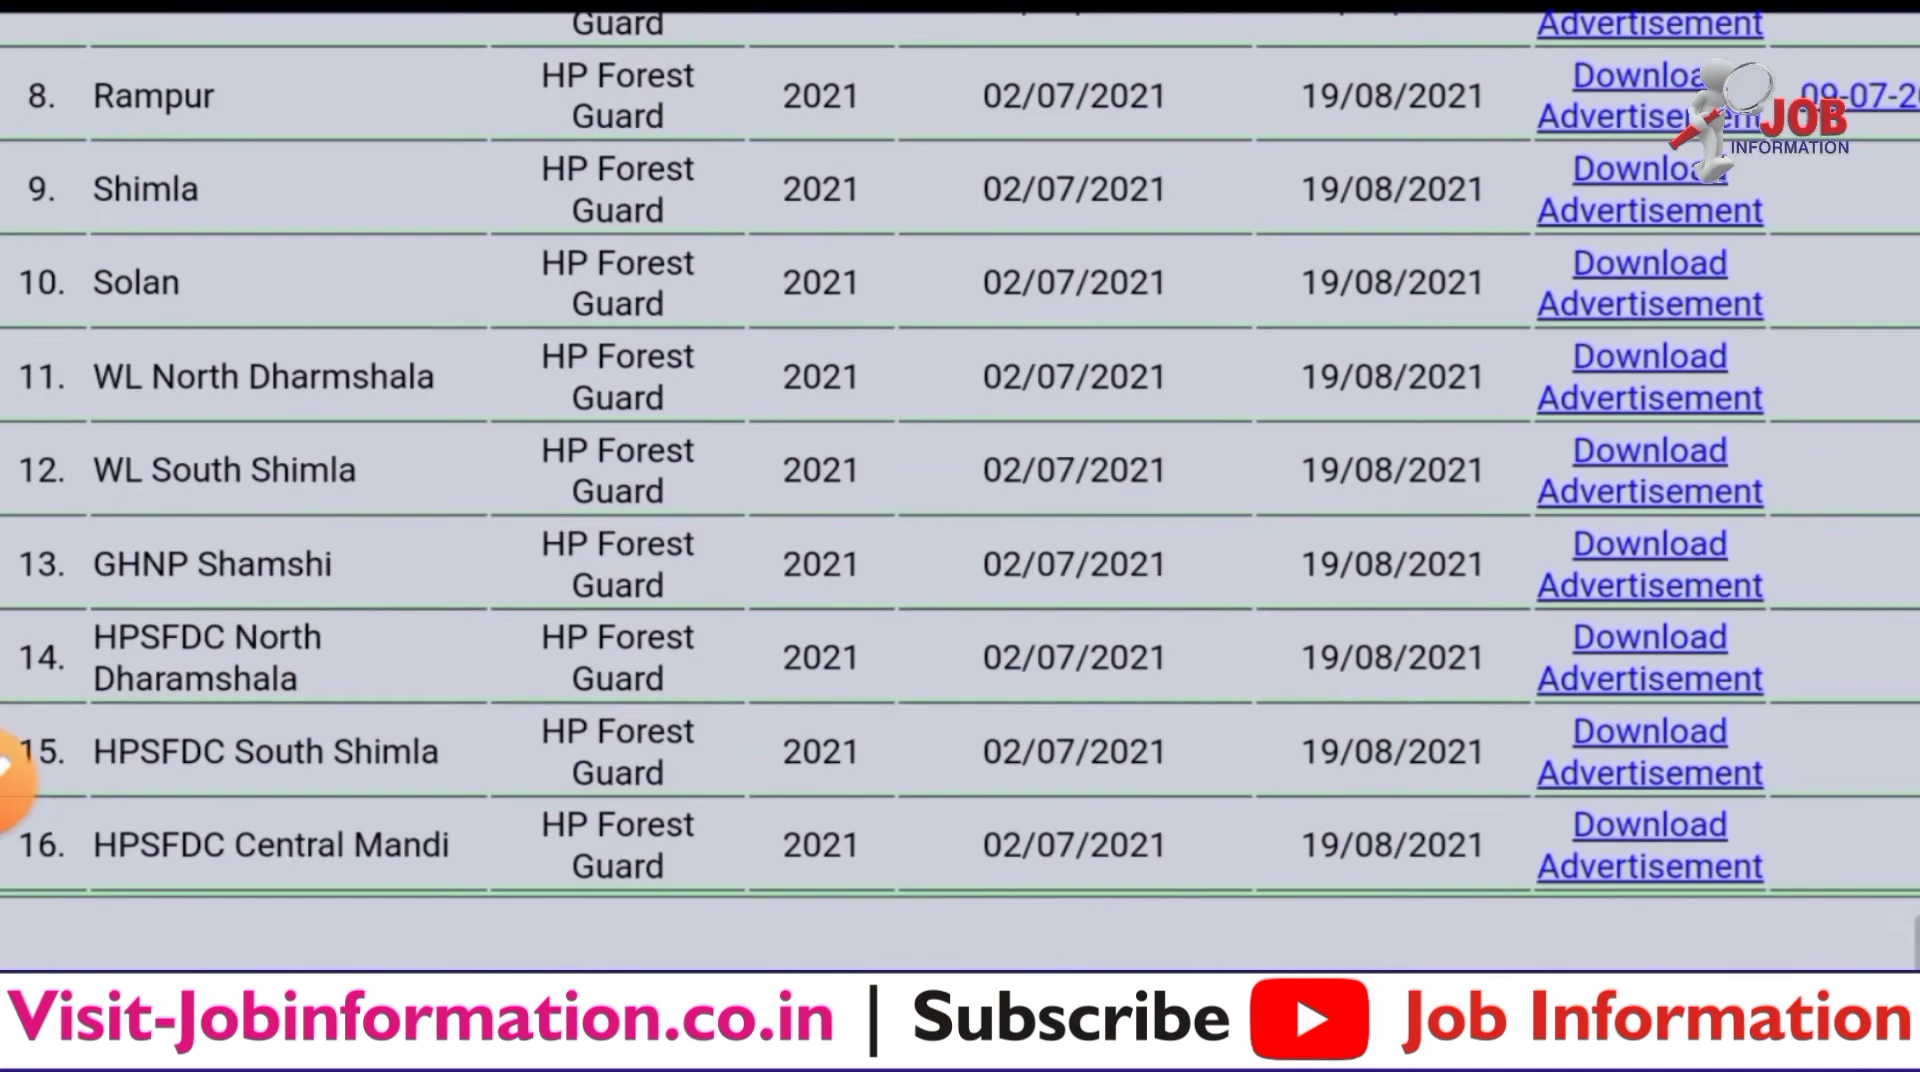 Guard Advertisement
8. Rampur HP Forest Guard 2021 02/07/2021 19/08/2021 Download Advertisement 09-07-2
JOB
INFORMATION
9. Shimla HP Forest Guard 2021 02/07/2021 19/08/2021 Download Advertisement
10. Solan HP Forest Guard 2021 02/07/2021 19/08/2021 Download Advertisement
11. WL North Dharmshala HP Forest Guard 2021 02/07/2021 19/08/2021 Download Advertisement
12. WL South Shimla HP Forest Guard 2021 02/07/2021 19/08/2021 Download Advertisement
13. GHNP Shamshi HP Forest Guard 2021 02/07/2021 19/08/2021 Download Advertisement
14. HPSFDC North Dharamshala HP Forest Guard 2021 02/07/2021 19/08/2021 Download Advertisement
15. HPSFDC South Shimla HP Forest Guard 2021 02/07/2021 19/08/2021 Download Advertisement
16. HPSFDC Central Mandi HP Forest Guard 2021 02/07/2021 19/08/2021 Download Advertisement
Visit-Jobinformation.co.in | Subscribe Job Information